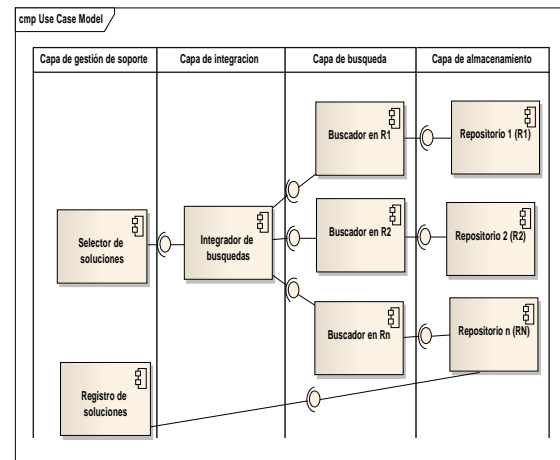 cmp Use Case Model
Capa de gestión de soporte
Capa de integracion
Capa de busqueda
Capa de almacenamiento
Buscador en R1
Repositorio 1 (R1)
Selector de
soluciones
Integrador de
busquedas
Buscador en R2
Repositorio 2 (R2)
Buscador en Rn
Repositorio n (RN)
Registro de
soluciones